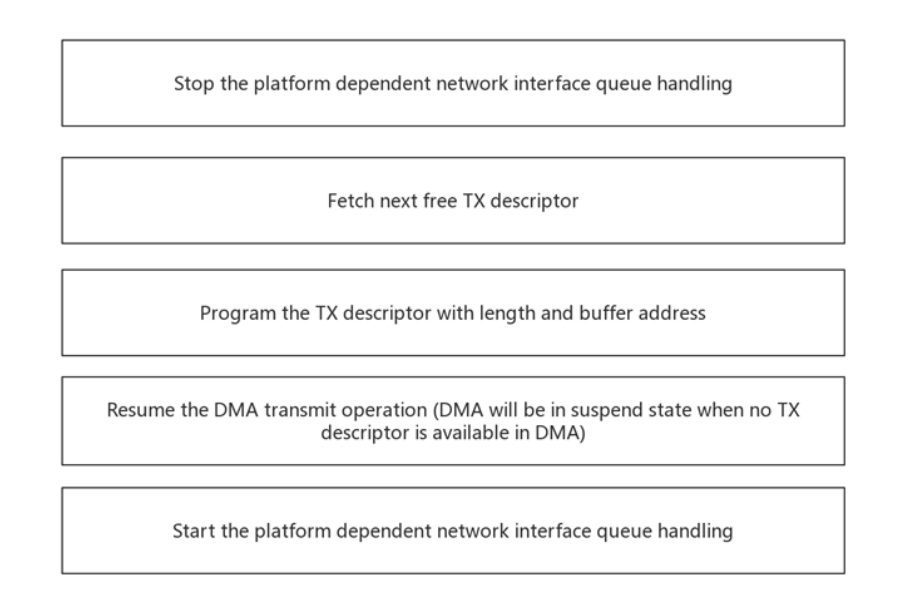 Stop the platform dependent network interface queue handling
Fetch next free TX descriptor
Program the TX descriptor with length and buffer address
Resume the DMA transmit operation (DMA will be in suspend state when no TX
descriptor is available in DMA)
Start the platform dependent network interface queue handling